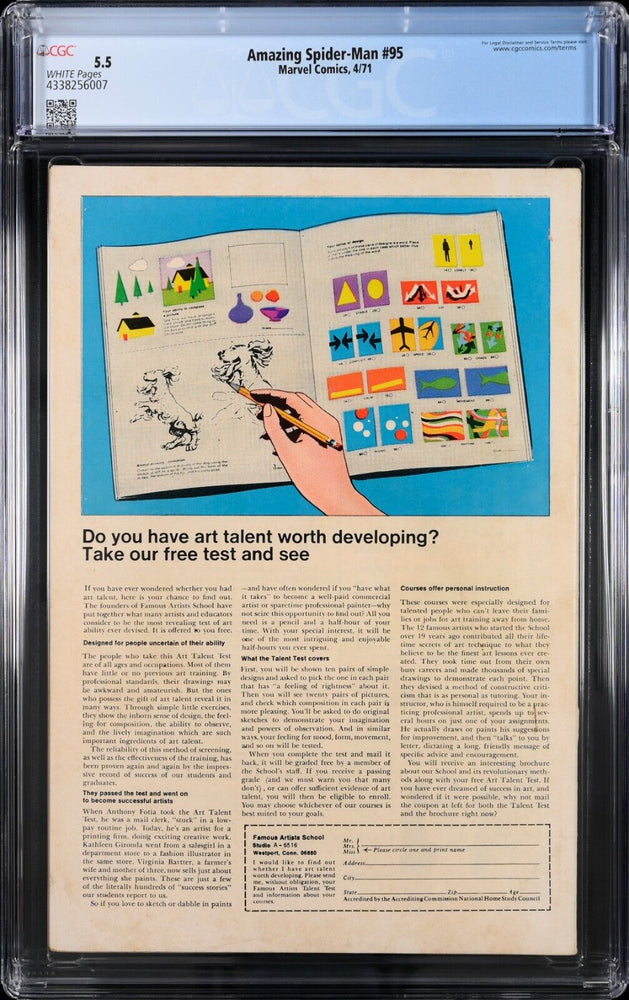 CGC
5.5
WHITE Pages
4338256007
Amazing Spider-Man #95
Marvel Comics, 4/71
For Legal Disclaimer and Service Terms please visit:
www.cgccomics.com/terms
Do you have art talent worth developing?
Take our free test and see
If you have ever wondered whether you had
art talent, here is your chance to find out.
The founders of Famous Artists School have
put together what many artists and educators
consider to be the most revealing test of art
ability ever devised. It is offered to you free.
Designed for people uncertain of their ability
The people who take this Art Talent Test
are of all ages and occupations. Most of them
have little or no previous art training. By
professional standards, their drawings may
be awkward and amateurish. But the ones
who possess the gift of art talent reveal it in
many ways. Through simple little exercises,
they show the inborn sense of design, the feel-
ing for composition, the ability to observe,
and the lively imagination which are such
important ingredients of art talent.
The reliability of this method of screening,
as well as the effectiveness of the training, has
been proven again and again by the impres-
sive record of success of our students and
graduates.
They passed the test and went on
to become successful artists
When Anthony Fotia took the Art Talent
Test, he was a mail clerk, "stuck" in a low-
pay routine job. Today, he's an artist for a
printing firm, doing exciting creative work.
Kathleen Gironda went from a salesgirl in a
department store to a fashion illustrator in
the same store. Virginia Bartter, a farmer's
wife and mother of three, now sells just about
everything she paints. These are just a few
of the literally hundreds of "success stories"
our students report to us.
So if you love to sketch or dabble in paints
—and have often wondered if you "have what
it takes" to become a well-paid commercial
artist or sparetime professional painter—why
not seize this opportunity to find out? All you
need is a pencil and a half-hour of your
time. With your special interest, it will be
one of the most intriguing and enjoyable
half-hours you ever spent.
What the Talent Test covers
First, you will be shown ten pairs of simple
designs and asked to pick the one in each pair
that has "a feeling of rightness" about it.
Then you will see twenty pairs of pictures,
and check which composition in each pair is
more pleasing. You'll be asked to do original
sketches to demonstrate your imagination
and powers of observation. And in similar
ways, your feeling for mood, form, movement,
and so on will be tested.
When you complete the test and mail it
back, it will be graded free by a member of
the School's staff. If you receive a passing
grade (and we must warn you that many
don't), or can offer sufficient evidence of art
talent, you will then be eligible to enroll.
You may choose whichever of our courses is
best suited to your goals.
Courses offer personal instruction
These courses were especially designed for
talented people who can't leave their fami-
lies or jobs for art training away from home.
The 12 famous artists who started the School
over 19 years ago contributed all their life-
time secrets of art technique to what they
believe to be the finest art lessons ever cre-
ated. They took time out from their own
busy careers and made thousands of special
drawings to demonstrate each point. Then
they devised a method of constructive criti-
cism that is as personal as tutoring. Your in-
structor, who is himself required to be a prac-
ticing professional artist, spends up to sev-
eral hours on just one of your assignments.
He actually draws or paints his suggestions
for improvement, and then "talks" to you by
letter, dictating a long, friendly message of
specific advice and encouragement.
You will receive an interesting brochure
about our School and its revolutionary meth-
ods along with your free Art Talent Test. If
you have ever dreamed of success in art, and
wondered if it were possible, why not mail
the coupon at left for both the Talent Test
and the brochure right now?
Famous Artists School
Studio A-6516
Westport, Conn. 06880
I would like to find out
whether I have art talent
worth developing. Please send
me, without obligation, your
Famous Artists Talent Test
and information about your
courses.
Mr.
Mrs.
Miss
Please circle one and print name
Address
City
State Zip Age
Accredited by the Accrediting Commission National Home Study Council